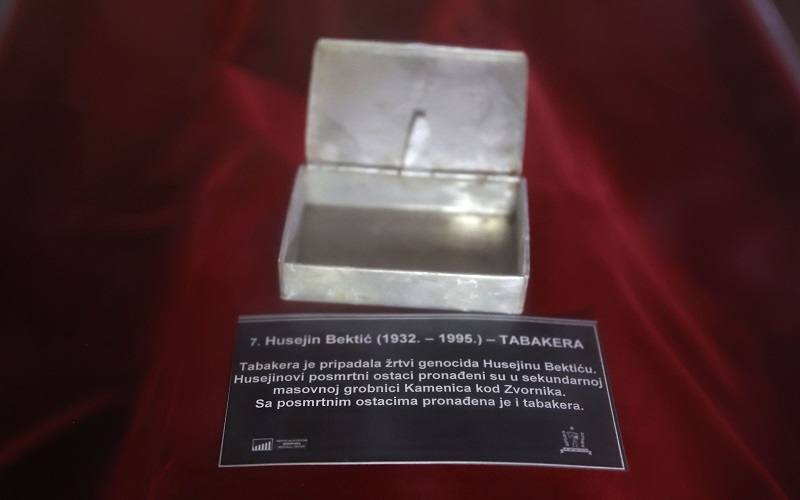 7. Husejin Bektić (1932. – 1995.) – TABAKERA
Tabakera je pripadala žrtvi genocida Husejinu Bektiću.
Husejinovi posmrtni ostaci pronađeni su u sekundarnoj
masovnoj grobnici Kamenica kod Zvornika.
Sa posmrtnim ostacima pronađena je i tabakera.